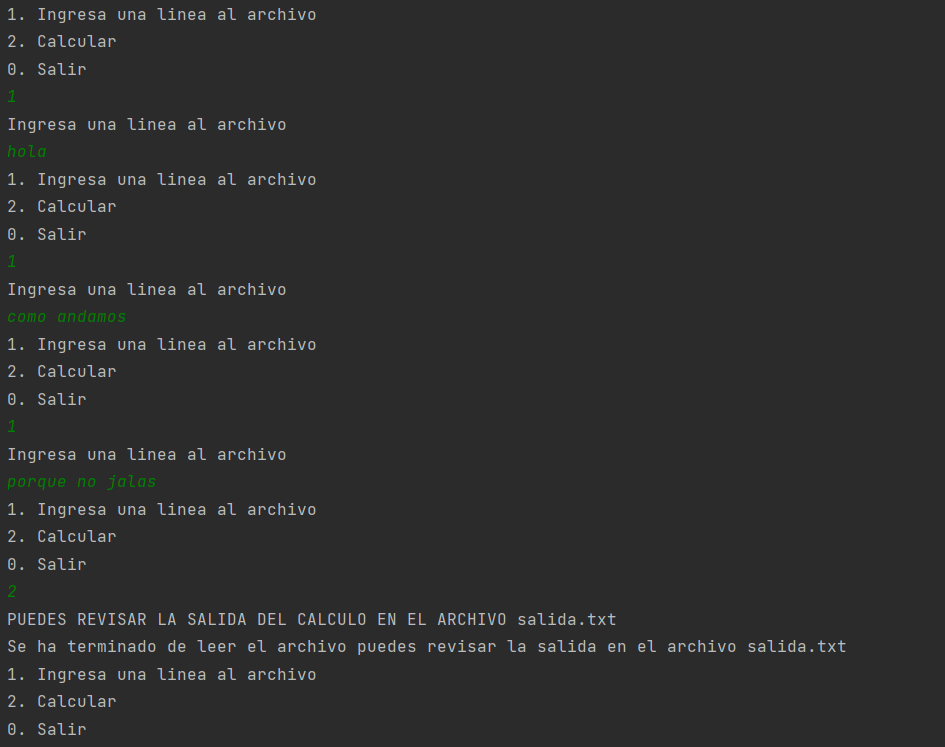 1. Ingresa una linea al archivo
2. Calcular
0. Salir
1
Ingresa una linea al archivo
hola
1. Ingresa una linea al archivo
2. Calcular
0. Salir
1
Ingresa una linea al archivo
como andamos
1. Ingresa una linea al archivo
2. Calcular
0. Salir
1
Ingresa una linea al archivo
porque no jalas
1. Ingresa una linea al archivo
2. Calcular
0. Salir
2
PUEDES REVISAR LA SALIDA DEL CALCULO EN EL ARCHIVO salida.txt
Se ha terminado de leer el archivo puedes revisar la salida en el archivo salida.txt
1. Ingresa una linea al archivo
2. Calcular
0. Salir